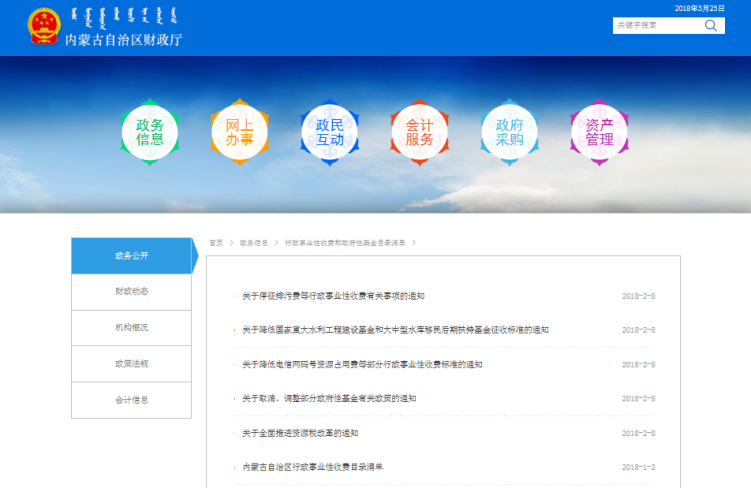 2018年3月25日
内蒙古自治区财政厅
关键字搜索
政务
信息
网上
办事
政民
互动
会计
服务
政府
采购
资产
管理
首页 > 政务信息 > 行政事业性收费和政府性基金目录清单 >
政务公开
财政动态
机构概况
政策法规
会计信息
关于停征排污费等行政事业性收费有关事项的通知 2018-2-8
关于降低国家重大水利工程建设基金和大中型水库移民后期扶持基金征收标准的通知 2018-2-8
关于降低电信网码号资源占用费等部分行政事业性收费标准的通知 2018-2-8
关于取消、调整部分政府性基金有关政策的通知 2018-2-8
关于全面推进资源税改革的通知 2018-2-8
内蒙古自治区行政事业性收费目录清单 2018-1-2